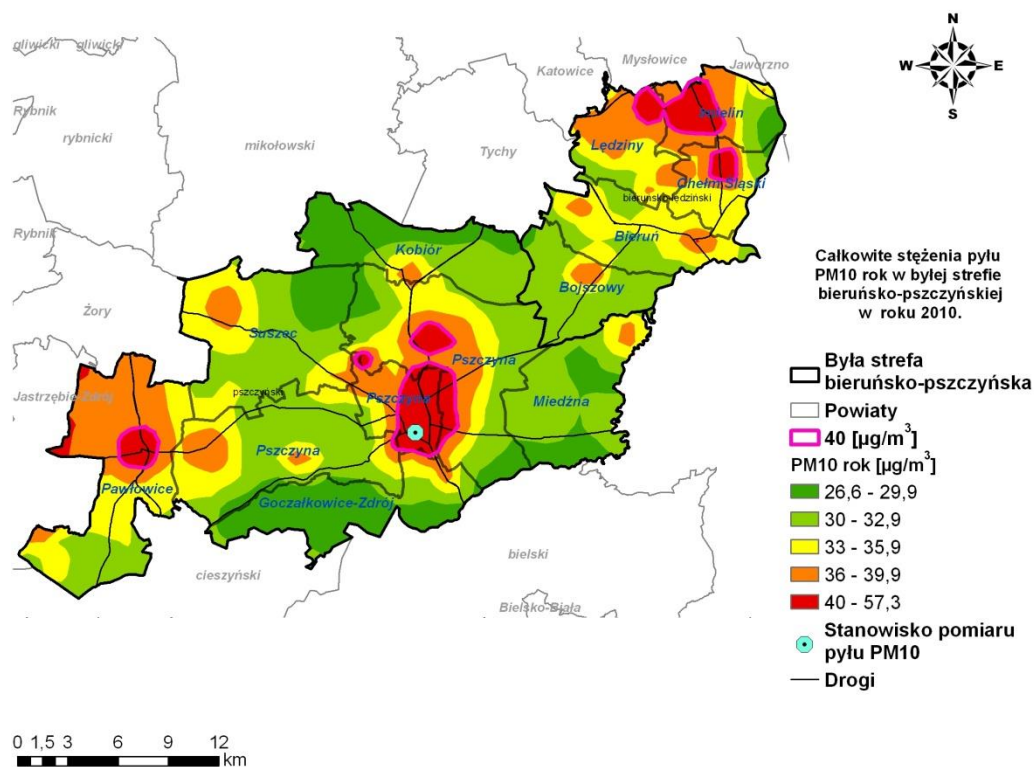 gliwicki gliwicki
Mysłowice
Jaworzno
Katowice
N
W E
S
Rybnik
rybnicki
mikołowski
Tychy
Lędziny
Imielin
Chełm Śląski
bieruńsko-lędziński
Rybnik
Kobiór
Bieruń
Bojszowy
Żory
Suszec
Pszczyna
Jastrzębie-Zdrój
pszczyński
Pszczyna
Miedźna
Pszczyna
Pawłowice
Goczałkowice-Zdrój
cieszyński
bielski
Bielsko-Biała
Całkowite stężenia pyłu
PM10 rok w byłej strefie
bieruńsko-pszczyńskiej
w roku 2010.
Była strefa
bieruńsko-pszczyńska
Powiaty
40 [µg/m³]
PM10 rok [µg/m³]
26,6 - 29,9
30 - 32,9
33 - 35,9
36 - 39,9
40 - 57,3
Stanowisko pomiaru
pyłu PM10
Drogi
0 1,5 3 6 9 12
km